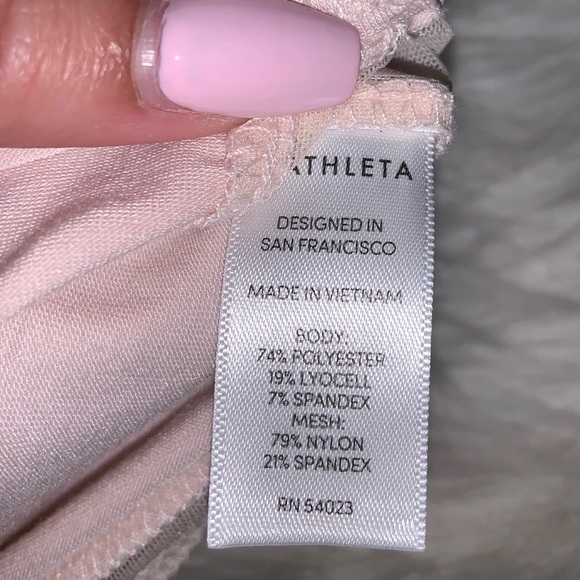 ATHLETA
DESIGNED IN
SAN FRANCISCO
MADE IN VIETNAM
BODY:
74% POLYESTER
19% LYOCELL
7% SPANDEX
MESH:
79% NYLON
21% SPANDEX
RN 54023